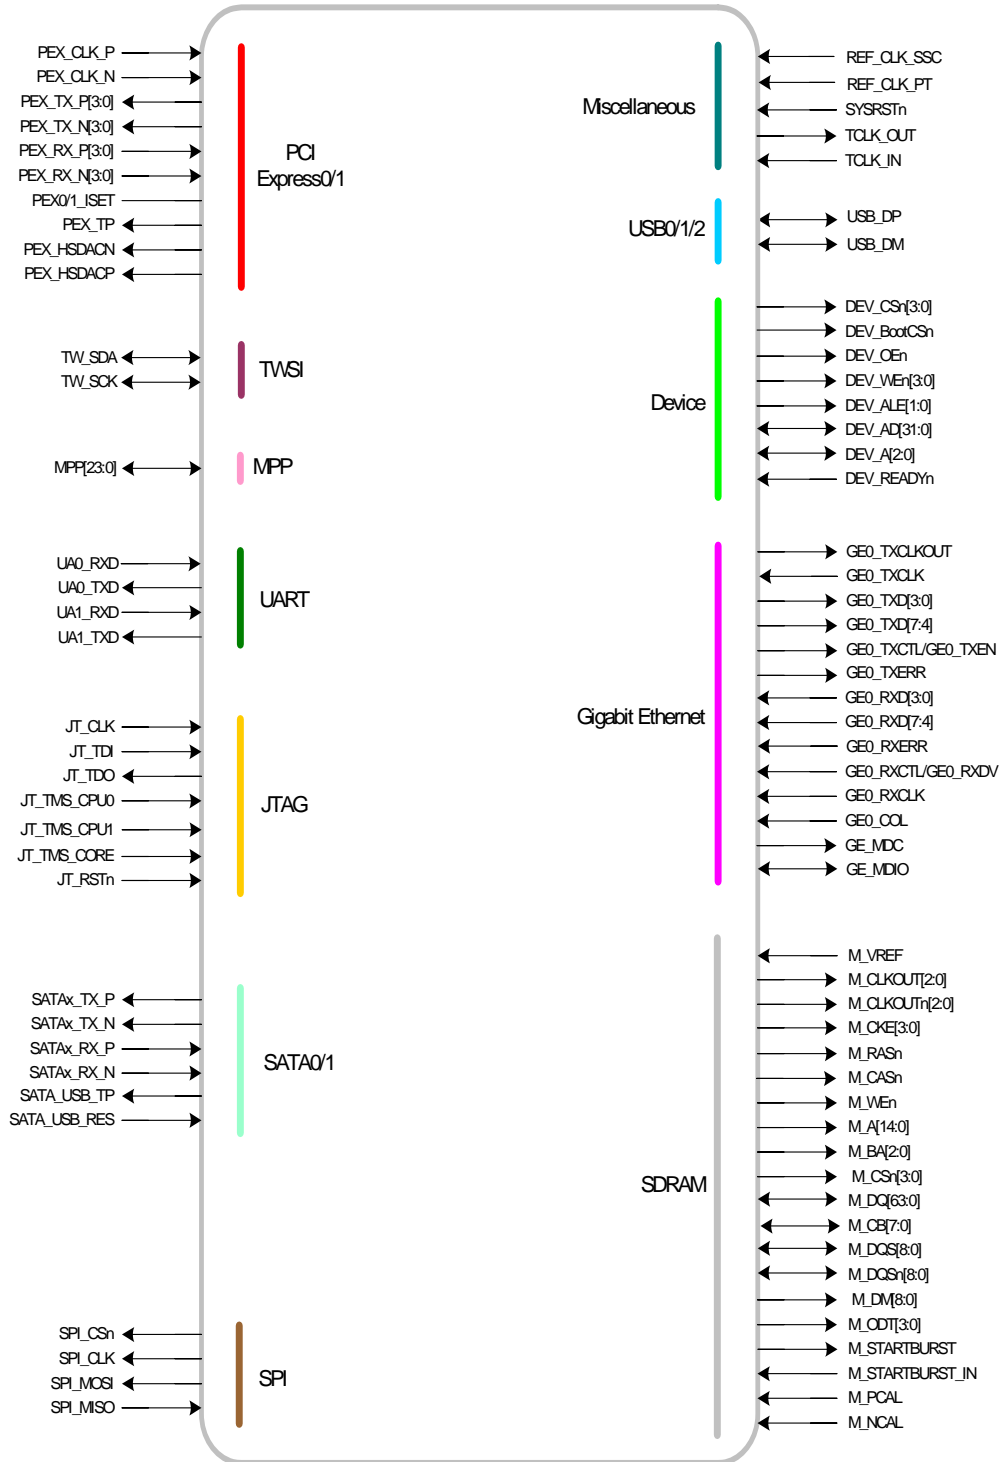 PEX_CLK_P
PEX_CLK_N
PEX_TX_P[3:0]
PEX_TX_N[3:0]
PEX_RX_P[3:0]
PEX_RX_N[3:0]
PEX0/1_ISET
PEX_TP
PEX_HSDACN
PEX_HSDACP
PCI
Express0/1
TW_SDA
TW_SCK
TWSI
MPP[23:0]
MPP
UA0_RXD
UA0_TXD
UA1_RXD
UA1_TXD
UART
JT_CLK
JT_TDI
JT_TDO
JT_TMS_CPU0
JT_TMS_CPU1
JT_TMS_CORE
JT_RSTn
JTAG
SATAx_TX_P
SATAx_TX_N
SATAx_RX_P
SATAx_RX_N
SATA_USB_TP
SATA_USB_RES
SATA0/1
SPI_CSn
SPI_CLK
SPI_MOSI
SPI_MISO
SPI
Miscellaneous
REF_CLK_SSC
REF_CLK_PT
SYSRSTn
TCLK_OUT
TCLK_IN
USB0/1/2
USB_DP
USB_DM
Device
DEV_CSn[3:0]
DEV_BootCSn
DEV_OEn
DEV_WEn[3:0]
DEV_ALE[1:0]
DEV_AD[31:0]
DEV_A[2:0]
DEV_READYn
Gigabit Ethernet
GE0_TXCLKOUT
GE0_TXCLK
GE0_TXD[3:0]
GE0_TXD[7:4]
GE0_TXCTL/GE0_TXEN
GE0_TXERR
GE0_RXD[3:0]
GE0_RXD[7:4]
GE0_RXERR
GE0_RXCTL/GE0_RXDV
GE0_RXCLK
GE0_COL
GE_MDC
GE_MDIO
SDRAM
M_VREF
M_CLKOUT[2:0]
M_CLKOUTn[2:0]
M_CKE[3:0]
M_RASn
M_CASn
M_WEn
M_A[14:0]
M_BA[2:0]
M_CSn[3:0]
M_DQ[63:0]
M_CB[7:0]
M_DQS[8:0]
M_DQSn[8:0]
M_DM[8:0]
M_ODT[3:0]
M_STARTBURST
M_STARTBURST_IN
M_PCAL
M_NCAL